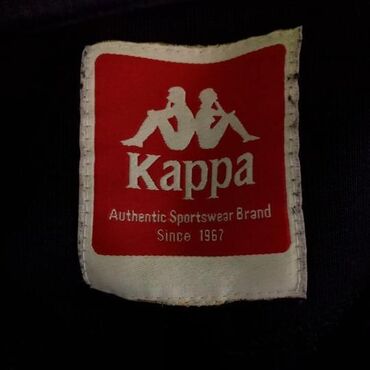 Kappa
Authentic Sportswear Brand
Since 1967